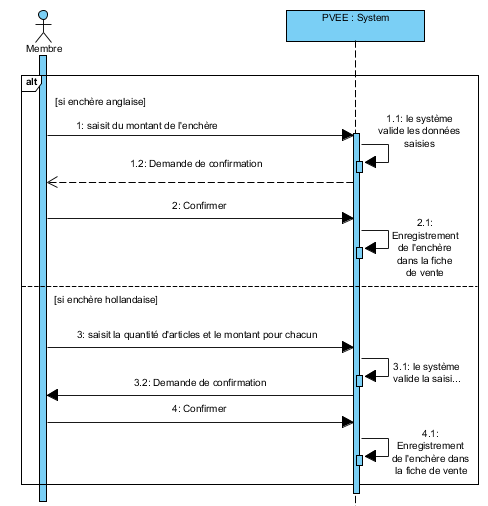 PVEE : System
Membre
alt
[si enchère anglaise]
1: saisit du montant de l'enchère
1.1: le système
valide les données
saisies
1.2: Demande de confirmation
2: Confirmer
2.1:
Enregistrement
de l'enchère
dans la fiche
de vente
[si enchère hollandaise]
3: saisit la quantité d'articles et le montant pour chacun
3.1: le système
valide la saisi...
3.2: Demande de confirmation
4: Confirmer
4.1:
Enregistrement
de l'enchère dans
la fiche de vente